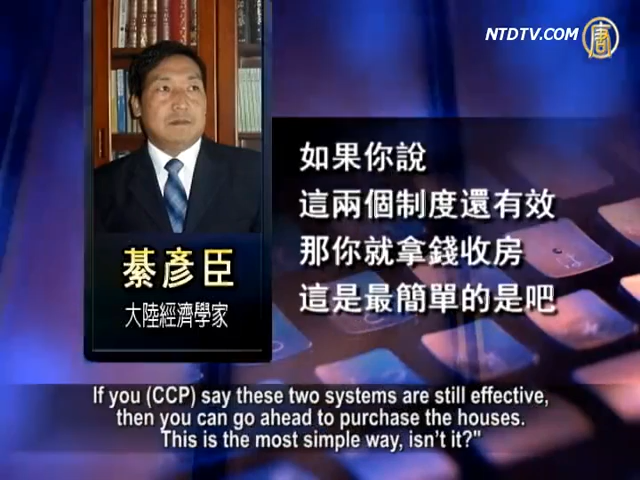 NTDTV.COM
唐
如果你說
這兩個制度還有效
那你就拿錢收房
這是最簡單的是吧
綦彥臣
大陸經濟學家
If you (CCP) say these two systems are still effective,
then you can go ahead to purchase the houses.
This is the most simple way, isn't it?"